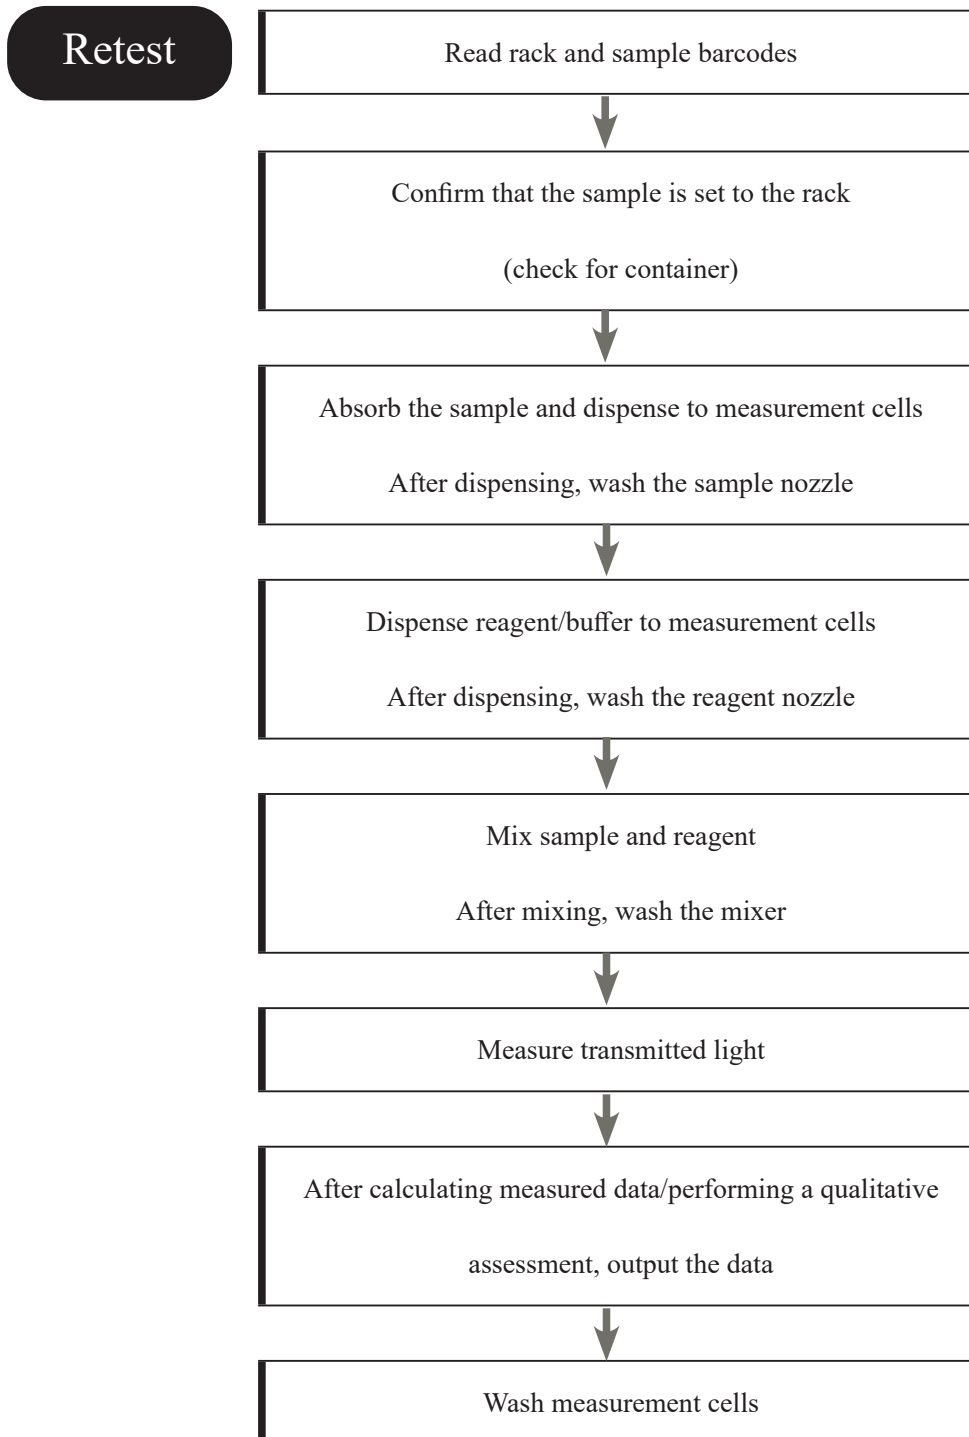 Retest
Read rack and sample barcodes
Confirm that the sample is set to the rack
(check for container)
Absorb the sample and dispense to measurement cells
After dispensing, wash the sample nozzle
Dispense reagent/buffer to measurement cells
After dispensing, wash the reagent nozzle
Mix sample and reagent
After mixing, wash the mixer
Measure transmitted light
After calculating measured data/performing a qualitative
assessment, output the data
Wash measurement cells